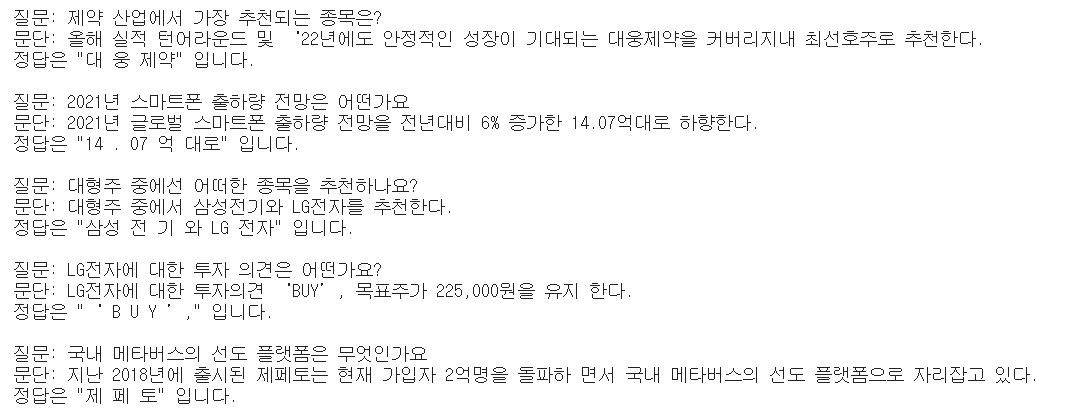 질문: 제약 산업에서 가장 추천되는 종목은?
문단: 올해 실적 턴어라운드 및 ‘22년에도 안정적인 성장이 기대되는 대웅제약을 커버리지내 최선호주로 추천한다.
정답은 "대 웅 제약" 입니다.
질문: 2021년 스마트폰 출하량 전망은 어떤가요
문단: 2021년 글로벌 스마트폰 출하량 전망을 전년대비 6% 증가한 14.07억대로 하향한다.
정답은 "14 . 07 억 대로" 입니다.
질문: 대형주 중에선 어떠한 종목을 추천하나요?
문단: 대형주 중에서 삼성전기와 LG전자를 추천한다.
정답은 "삼성 전 기 와 LG 전자" 입니다.
질문: LG전자에 대한 투자 의견은 어떤가요?
문단: LG전자에 대한 투자의견 ‘BUY’, 목표주가 225,000원을 유지 한다.
정답은 " ‘ B U Y ’ ," 입니다.
질문: 국내 메타버스의 선도 플랫폼은 무엇인가요
문단: 지난 2018년에 출시된 제페토는 현재 가입자 2억명을 돌파하 면서 국내 메타버스의 선도 플랫폼으로 자리잡고 있다.
정답은 "제 페 토" 입니다.